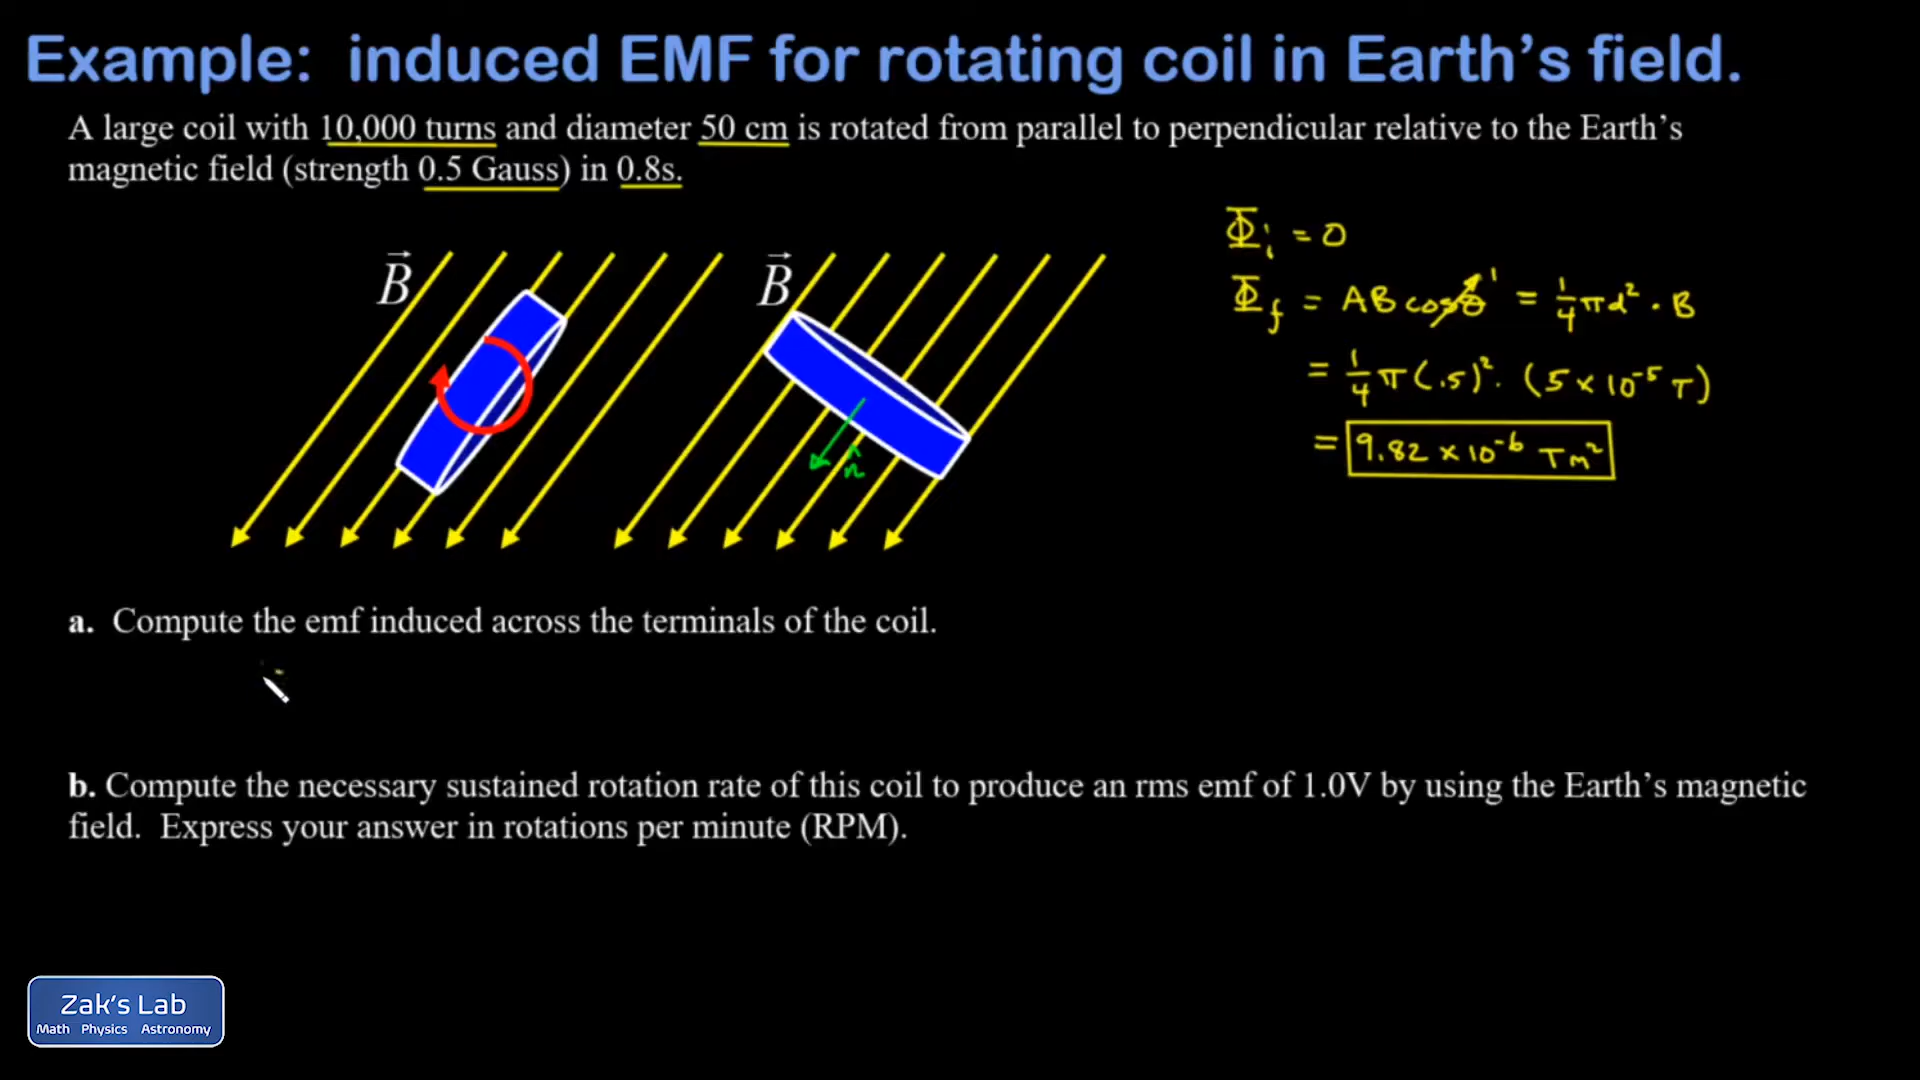 Example: induced EMF for rotating coil in Earth’s field.
A large coil with 10,000 turns and diameter 50 cm is rotated from parallel to perpendicular relative to the Earth’s
magnetic field (strength 0.5 Gauss) in 0.8s.
B⃗
B⃗
n̂
Φᵢ = 0
Φ_f = AB cosθ ¹ = ¼πd² · B
= ¼π(.5)² · (5 × 10⁻⁵ T)
= 9.82 × 10⁻⁶ Tm²
a. Compute the emf induced across the terminals of the coil.
b. Compute the necessary sustained rotation rate of this coil to produce an rms emf of 1.0V by using the Earth’s magnetic
field. Express your answer in rotations per minute (RPM).
Zak’s Lab
Math Physics Astronomy